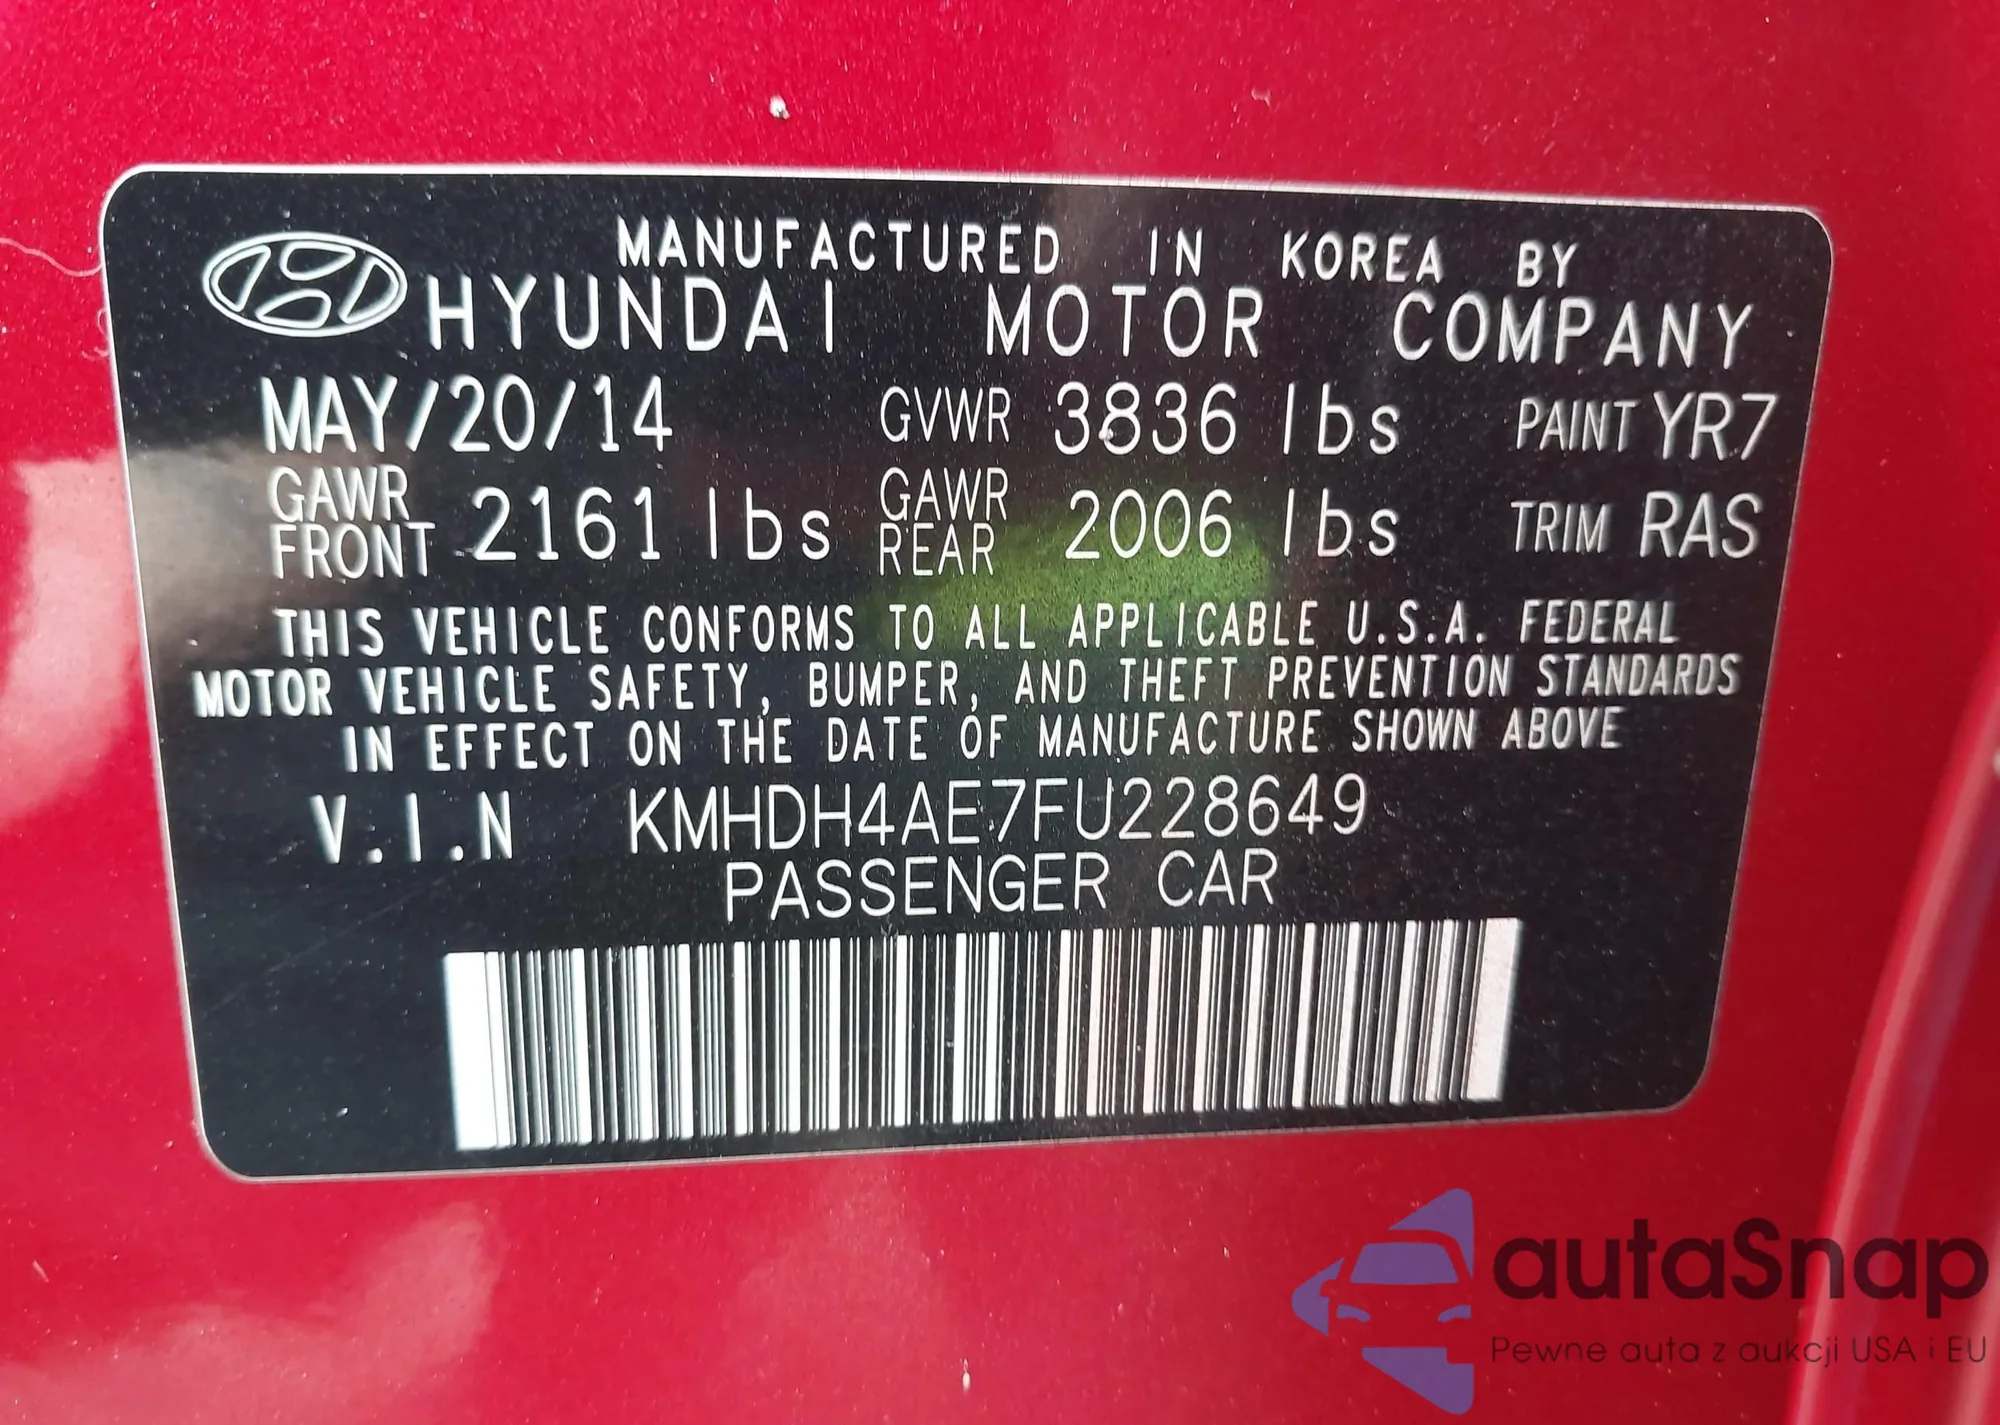 MANUFACTURED IN KOREA BY
HYUNDAI MOTOR COMPANY
MAY/20/14 GVWR 3836 lbs PAINT YR7
GAWR FRONT 2161 lbs GAWR REAR 2006 lbs TRIM RAS
THIS VEHICLE CONFORMS TO ALL APPLICABLE U.S.A. FEDERAL
MOTOR VEHICLE SAFETY, BUMPER, AND THEFT PREVENTION STANDARDS
IN EFFECT ON THE DATE OF MANUFACTURE SHOWN ABOVE
V.I.N KMHDH4AE7FU228649
PASSENGER CAR
autaSnap
Pewne auta z aukcji USA i EU